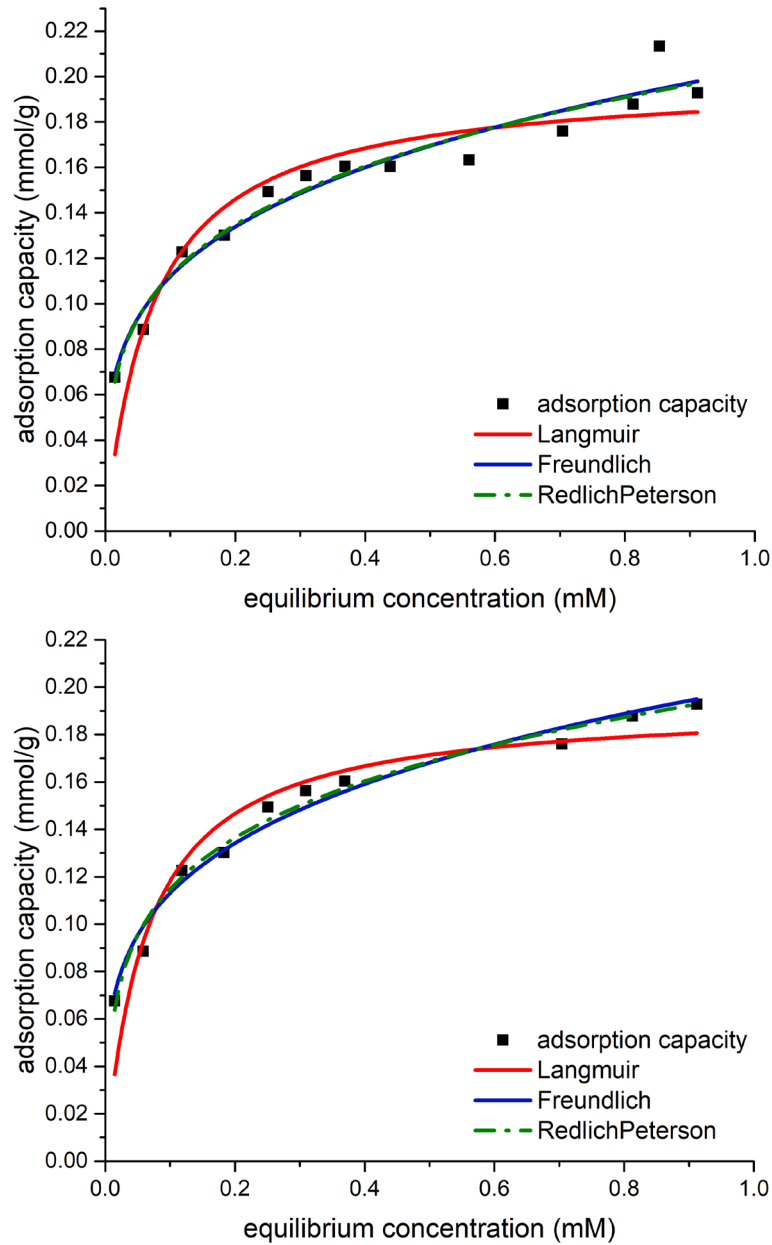 0.22
0.20
0.18
0.16
0.14
0.12
0.10
0.08
0.06
0.04
0.02
0.00
adsorption capacity (mmol/g)
adsorption capacity
Langmuir
Freundlich
RedlichPeterson
0.0 0.2 0.4 0.6 0.8 1.0
equilibrium concentration (mM)
0.22
0.20
0.18
0.16
0.14
0.12
0.10
0.08
0.06
0.04
0.02
0.00
adsorption capacity (mmol/g)
adsorption capacity
Langmuir
Freundlich
RedlichPeterson
0.0 0.2 0.4 0.6 0.8 1.0
equilibrium concentration (mM)